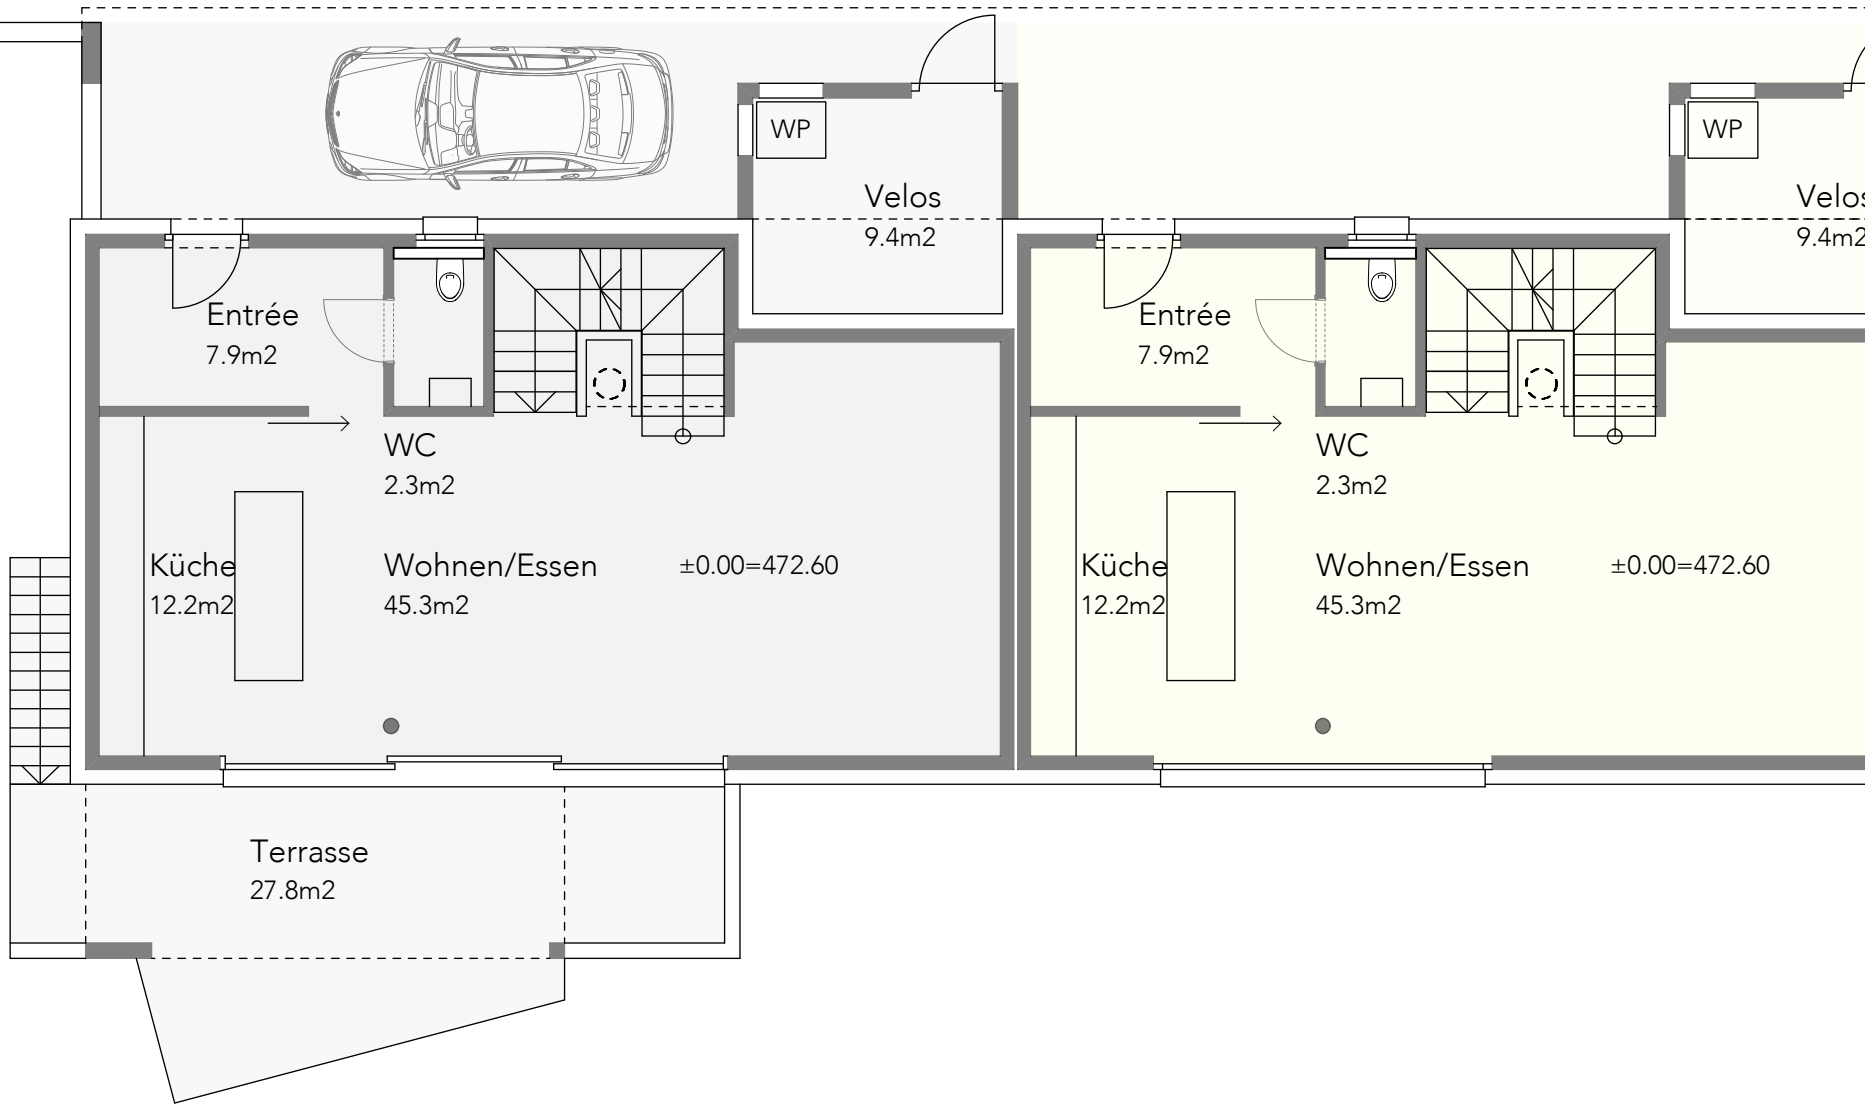 WP
Velos
9.4m2
Entrée
7.9m2
WC
2.3m2
Küche
12.2m2
Wohnen/Essen
45.3m2
±0.00=472.60
Terrasse
27.8m2
WP
Velos
9.4m2
Entrée
7.9m2
WC
2.3m2
Küche
12.2m2
Wohnen/Essen
45.3m2
±0.00=472.60